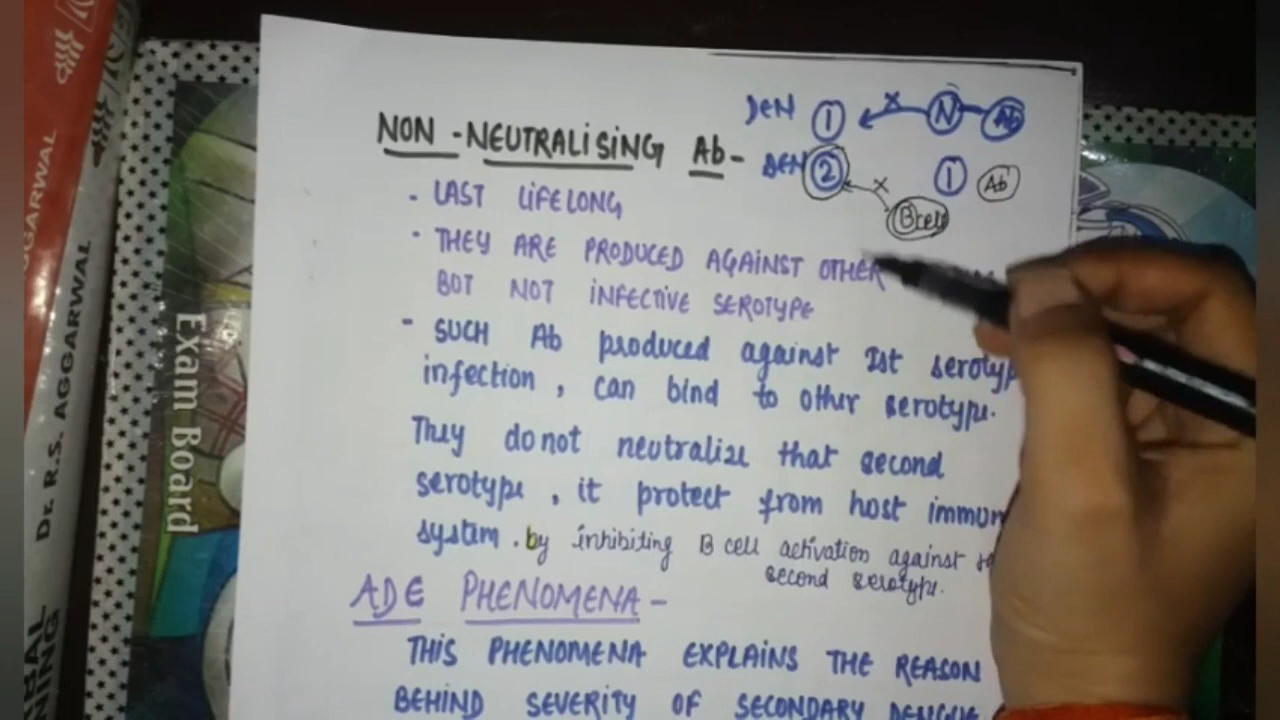 AGGARWAL
Dr. R.S. AGGARWAL
Exam Board
DEN 1 x N Ab
NON - NEUTRALISING Ab-
DEN 2 x 1 Ab
B cell
- LAST LIFELONG
- THEY ARE PRODUCED AGAINST OTHER
BUT NOT INFECTIVE SEROTYPE
- SUCH Ab produced against Ist
infection, can bind to other serotype.
They do not neutralize that second
serotype, it protect from host
system. by inhibiting B cell activation against
second serotype.
ADE PHENOMENA-
THIS PHENOMENA EXPLAINS THE REASON
BEHIND SEVERITY OF SECONDARY DENGUE